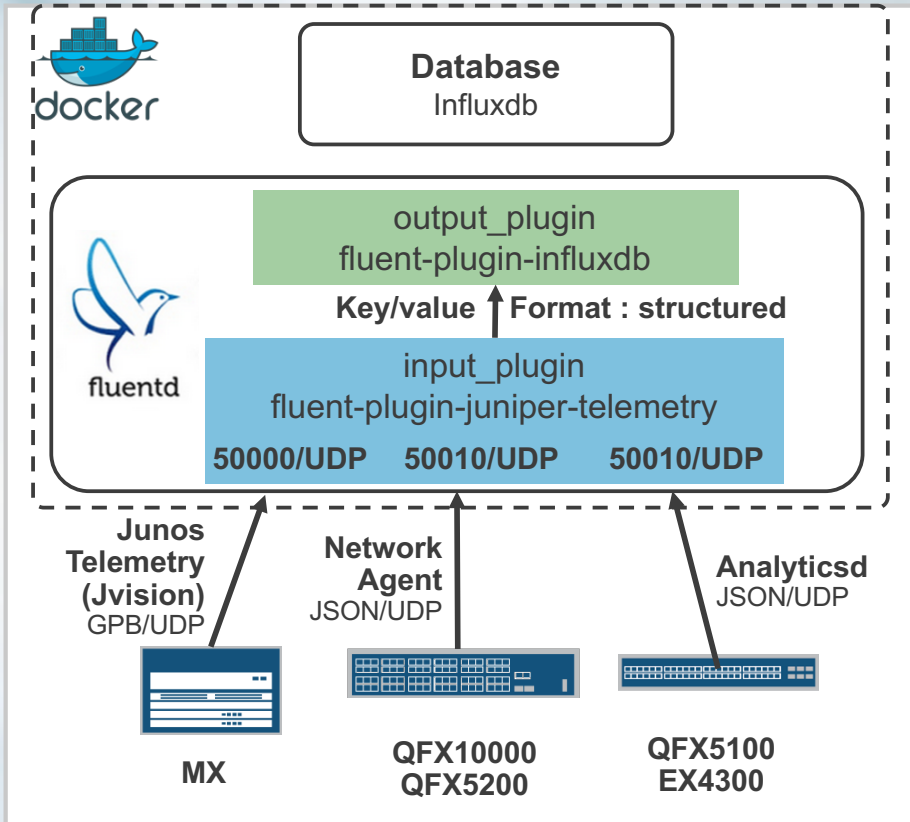 docker
Database
Influxdb
fluentd
output_plugin
fluent-plugin-influxdb
Key/value Format : structured
input_plugin
fluent-plugin-juniper-telemetry
50000/UDP 50010/UDP 50010/UDP
Junos
Telemetry
(Jvision)
GPB/UDP
Network
Agent
JSON/UDP
Analyticsd
JSON/UDP
MX
QFX10000
QFX5200
QFX5100
EX4300